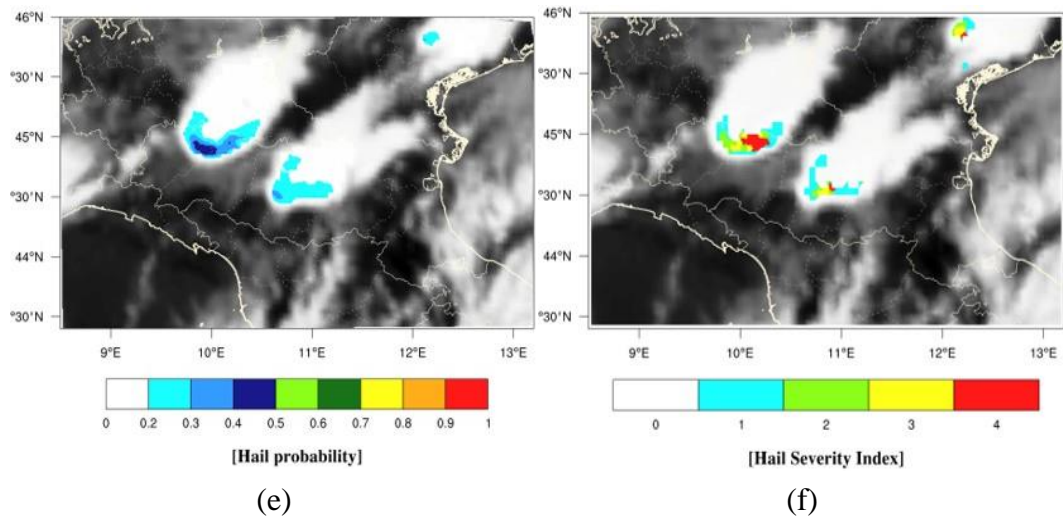 46°N
°30'N
45°N
°30'N
44°N
°30'N
9°E 10°E 11°E 12°E 13°E
0 0.2 0.3 0.4 0.5 0.6 0.7 0.8 0.9 1
[Hail probability]
(e)
46°N
°30'N
45°N
°30'N
44°N
°30'N
9°E 10°E 11°E 12°E 13°E
0 1 2 3 4
[Hail Severity Index]
(f)